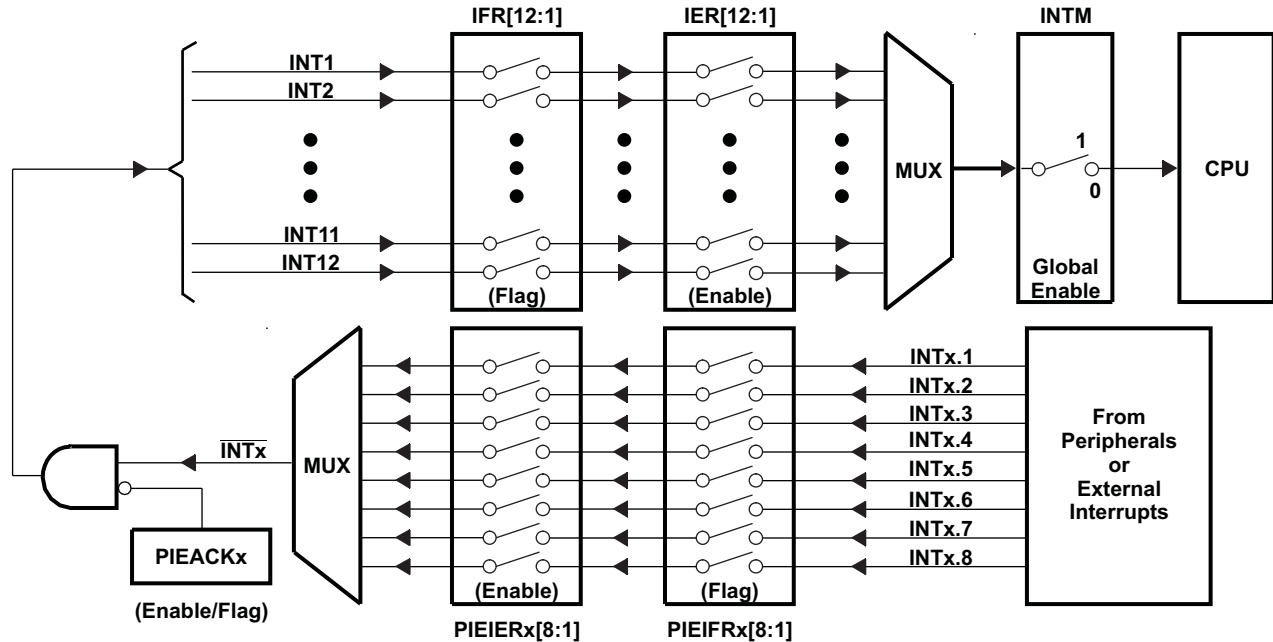 IFR[12:1]
IER[12:1]
INTM
INT1
INT2
1
MUX
CPU
0
INT11
INT12
Global
Enable
(Flag)
(Enable)
INTx.1
INTx.2
INTx.3
From
Peripherals
or
External
Interrupts
INTx.4
INTx
MUX
INTx.5
INTx.6
INTx.7
INTx.8
PIEACKx
(Enable)
(Flag)
(Enable/Flag)
PIEIERx[8:1]
PIEIFRx[8:1]